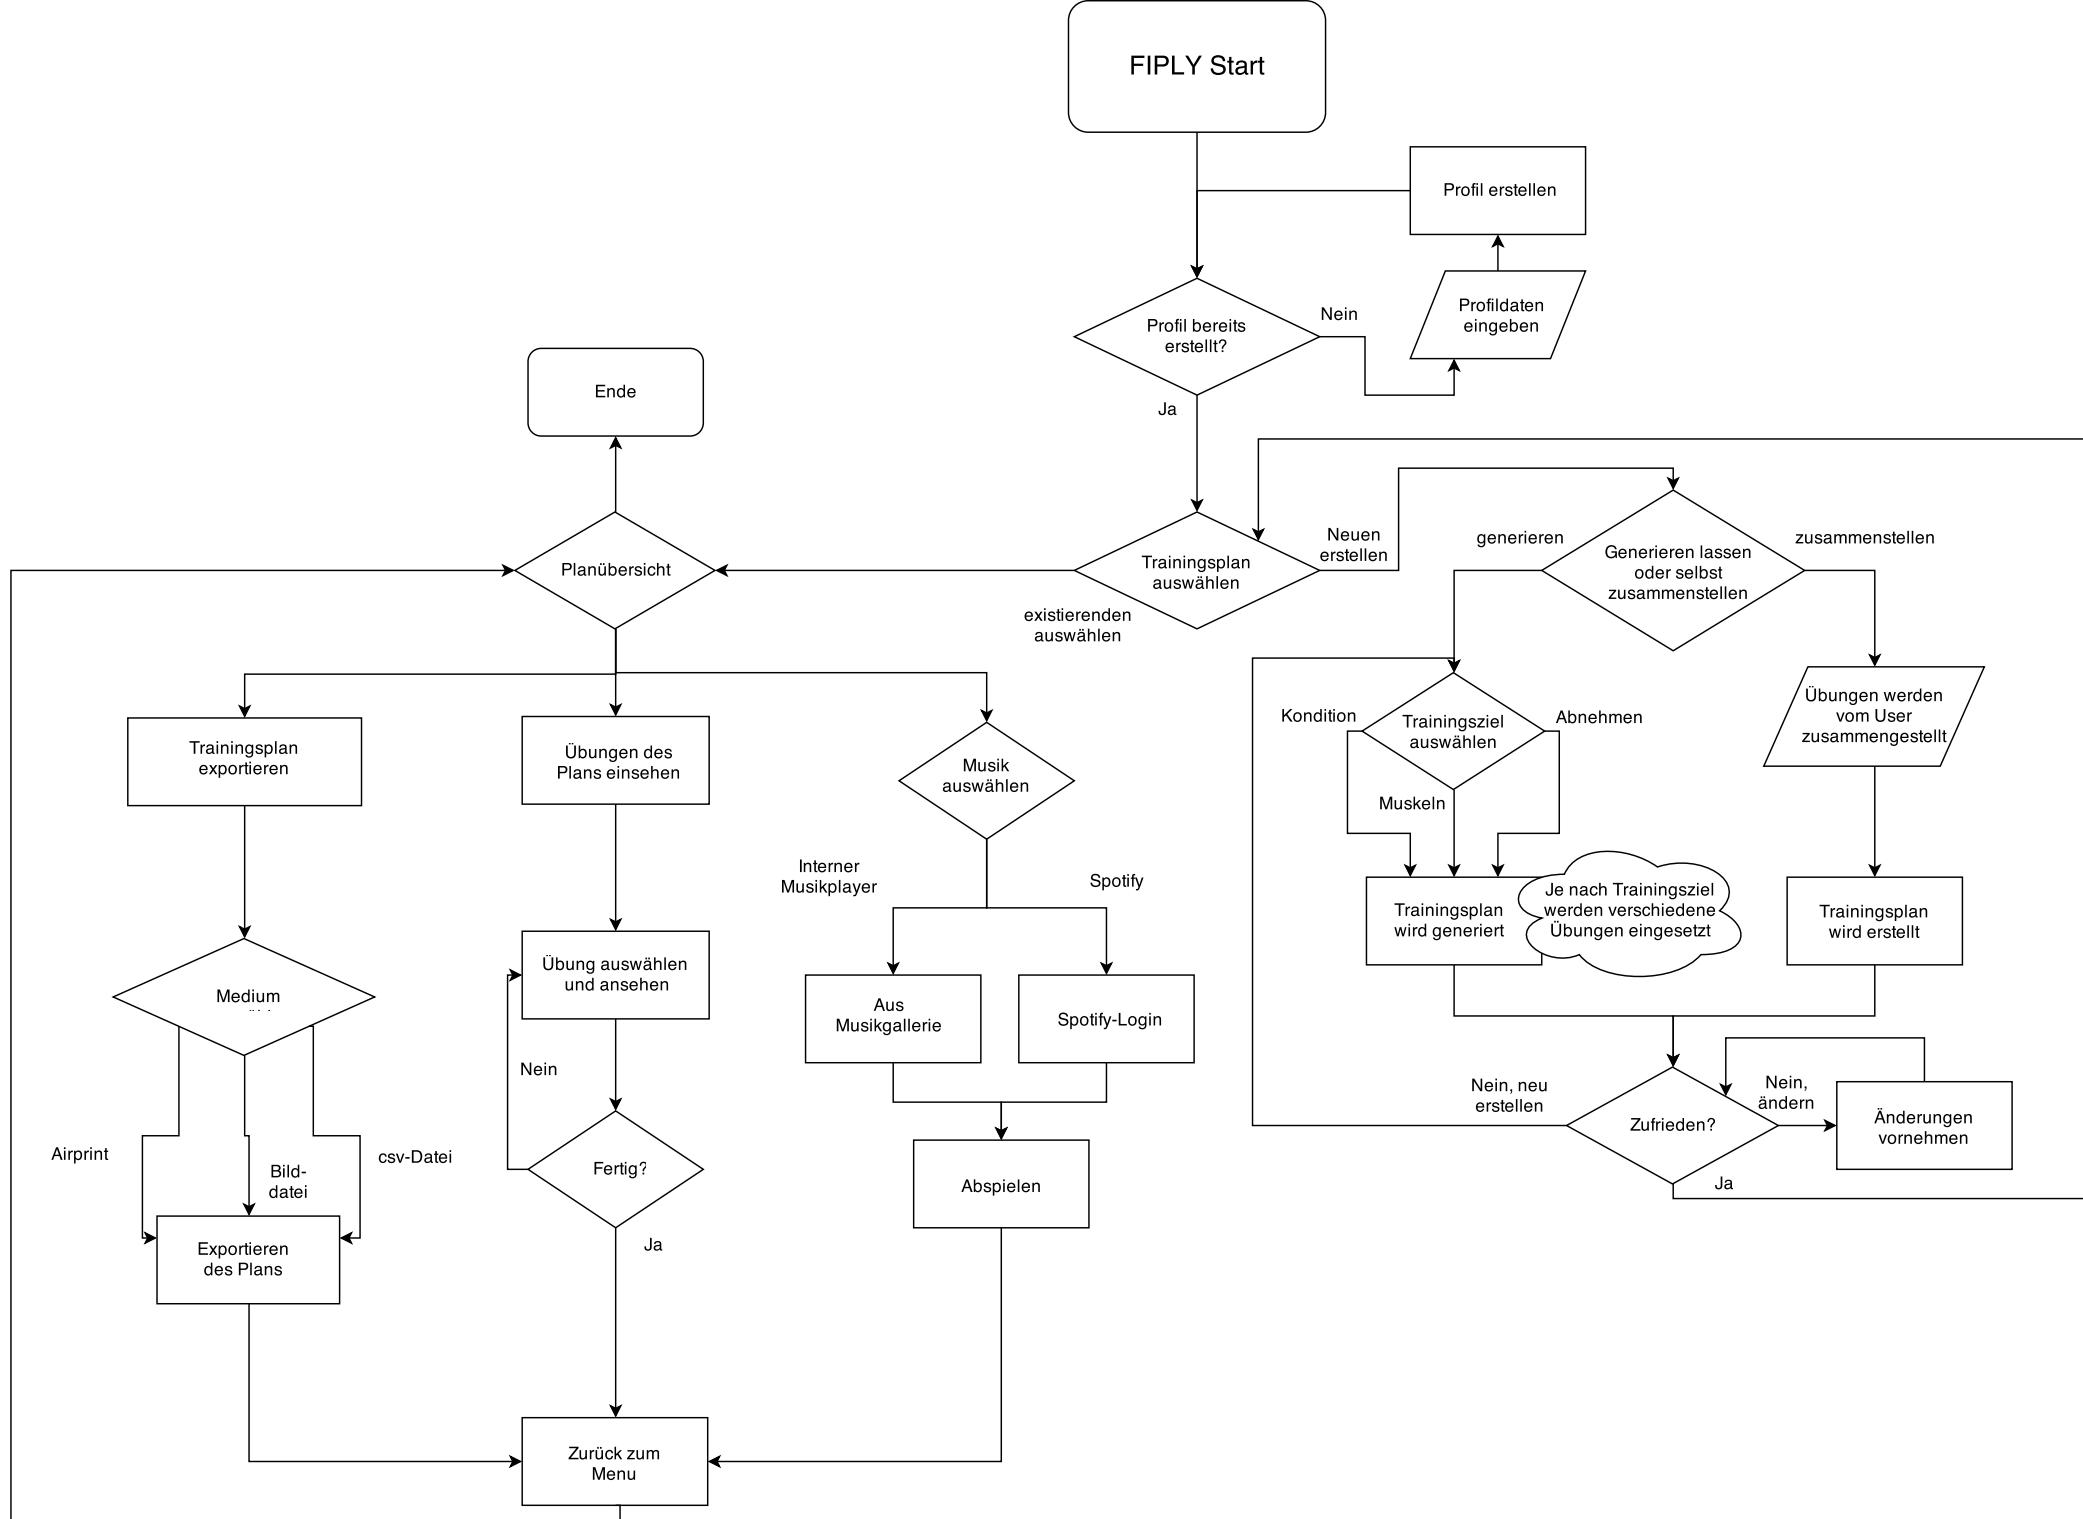 FIPLY Start
Profil erstellen
Profildaten
eingeben
Nein
Profil bereits
erstellt?
Ja
Ende
Planübersicht
Trainingsplan
auswählen
existierenden
auswählen
Neuen
erstellen
generieren
Generieren lassen
oder selbst
zusammenstellen
zusammenstellen
Trainingsplan
exportieren
Übungen des
Plans einsehen
Musik
auswählen
Kondition
Trainingsziel
auswählen
Abnehmen
Muskeln
Übungen werden
vom User
zusammengestellt
Interner
Musikplayer
Spotify
Trainingsplan
wird generiert
Je nach Trainingsziel
werden verschiedene
Übungen eingesetzt
Trainingsplan
wird erstellt
Medium
Übung auswählen
und ansehen
Aus
Musikgallerie
Spotify-Login
Nein
Nein, neu
erstellen
Zufrieden?
Nein,
ändern
Änderungen
vornehmen
Ja
Airprint
Bild-
datei
csv-Datei
Fertig?
Abspielen
Exportieren
des Plans
Ja
Zurück zum
Menu